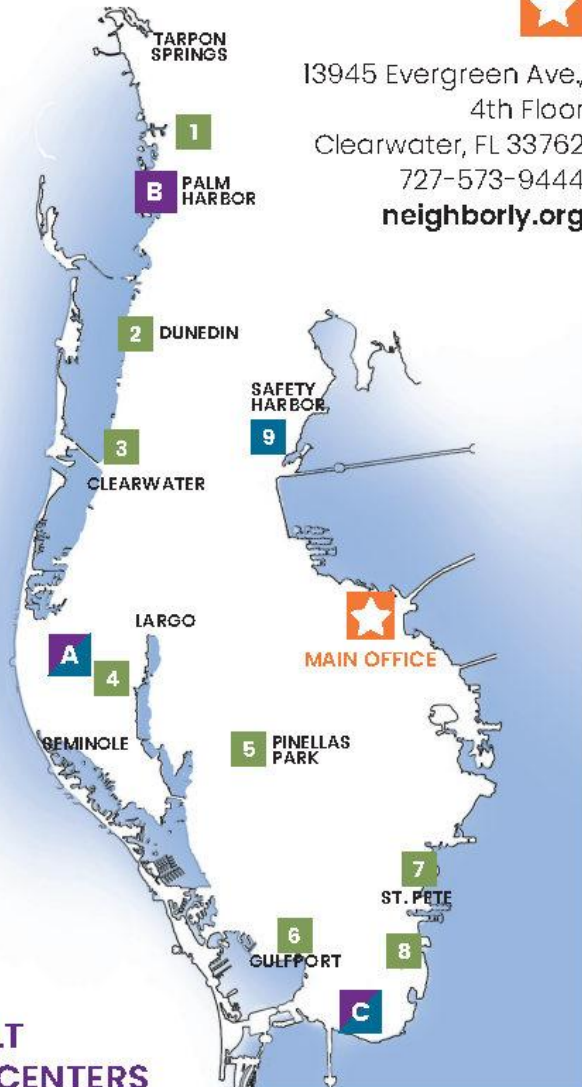 TARPON
SPRINGS
13945 Evergreen Ave.,
4th Floor
Clearwater, FL 33762
727-573-9444
neighborly.org
1
B
PALM
HARBOR
2
DUNEDIN
SAFETY
HARBOR
9
3
CLEARWATER
LARGO
A
MAIN OFFICE
4
SEMINOLE
5
PINELLAS
PARK
7
ST. PETE
6
GULFPORT
8
C
CENTERS